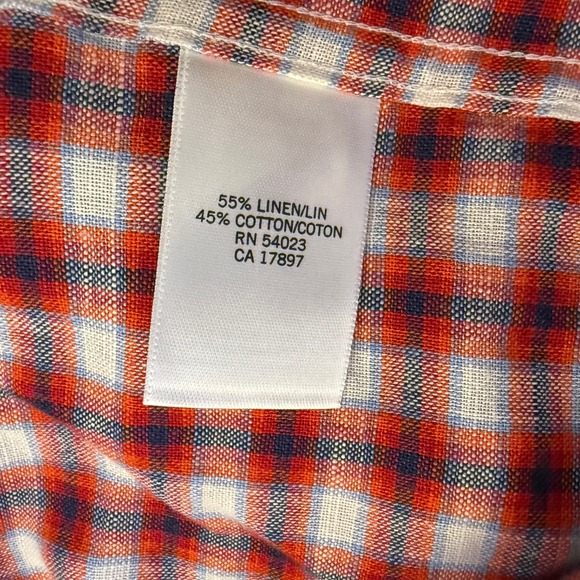 55% LINEN/LIN
45% COTTON/COTON
RN 54023
CA 17897